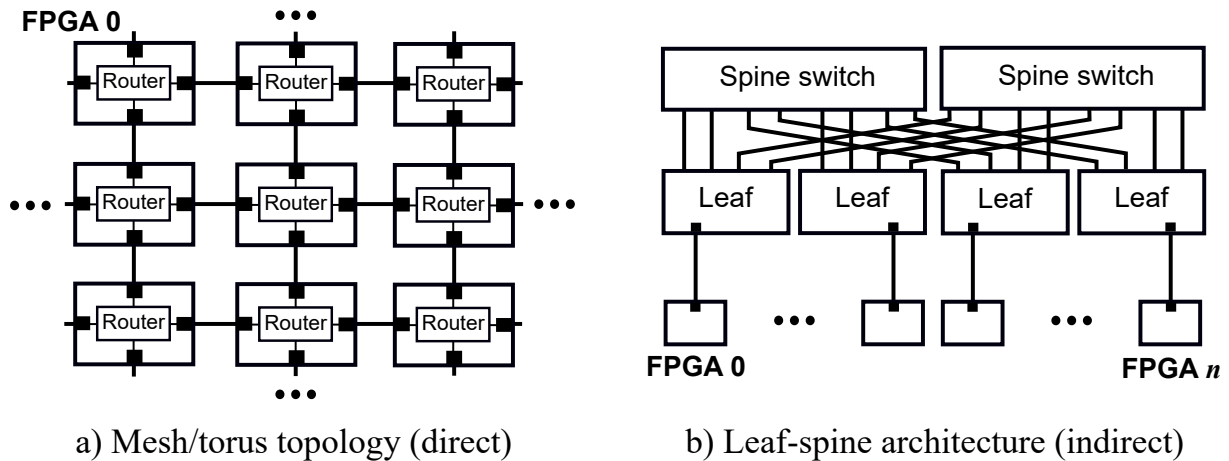 FPGA 0
Router Router Router
Router Router Router
Router Router Router
a) Mesh/torus topology (direct)
Spine switch Spine switch
Leaf Leaf Leaf Leaf
FPGA 0 FPGA n
b) Leaf-spine architecture (indirect)